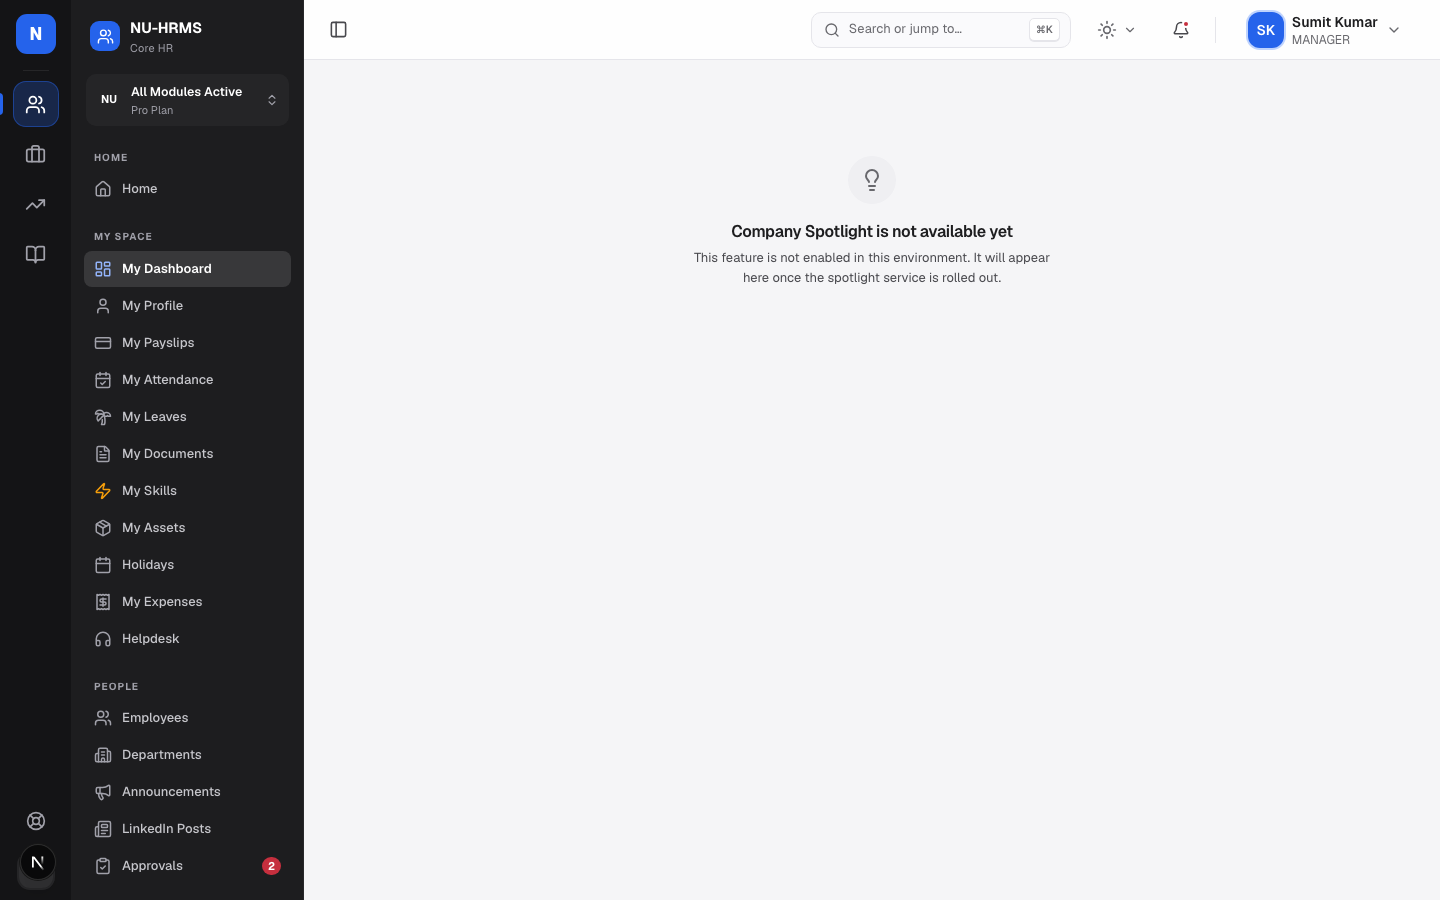 N
NU-HRMS
Core HR
NU
All Modules Active
Pro Plan
HOME
Home
MY SPACE
My Dashboard
My Profile
My Payslips
My Attendance
My Leaves
My Documents
My Skills
My Assets
Holidays
My Expenses
Helpdesk
PEOPLE
Employees
Departments
Announcements
LinkedIn Posts
Approvals
2
N
Search or jump to...
⌘K
SK
Sumit Kumar
MANAGER
Company Spotlight is not available yet
This feature is not enabled in this environment. It will appear
here once the spotlight service is rolled out.